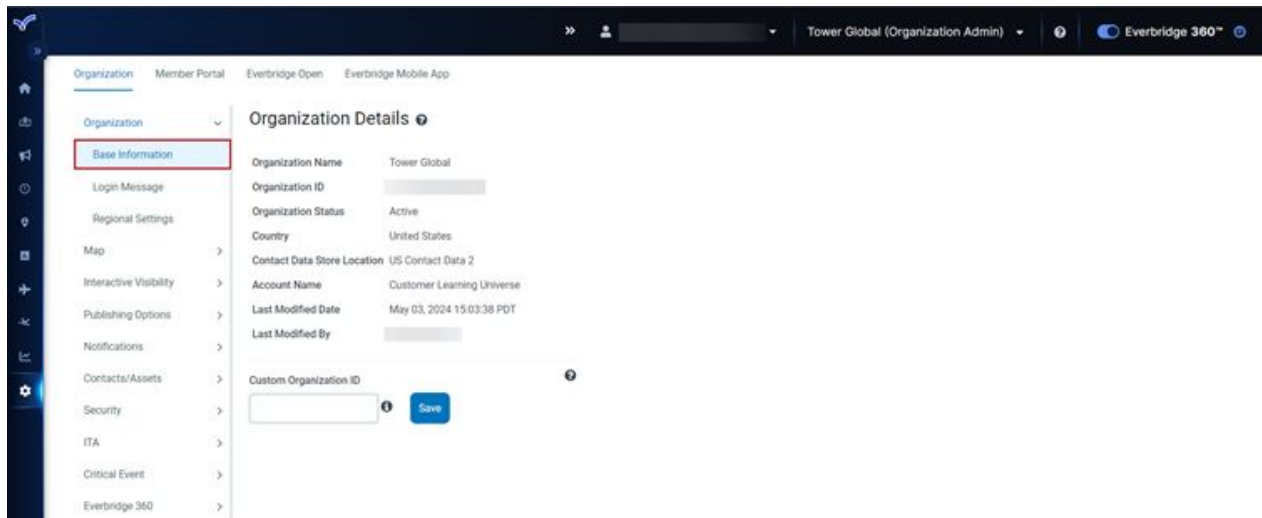 Tower Global (Organization Admin)
Everbridge 360™
Organization Member Portal Everbridge Open Everbridge Mobile App
Organization
Base Information
Login Message
Regional Settings
Map
Interactive Visibility
Publishing Options
Notifications
Contacts/Assets
Security
ITA
Critical Event
Everbridge 360
Organization Details
Organization Name Tower Global
Organization ID
Organization Status Active
Country United States
Contact Data Store Location US Contact Data 2
Account Name Customer Learning Universe
Last Modified Date May 03, 2024 15:03:38 PDT
Last Modified By
Custom Organization ID
Save